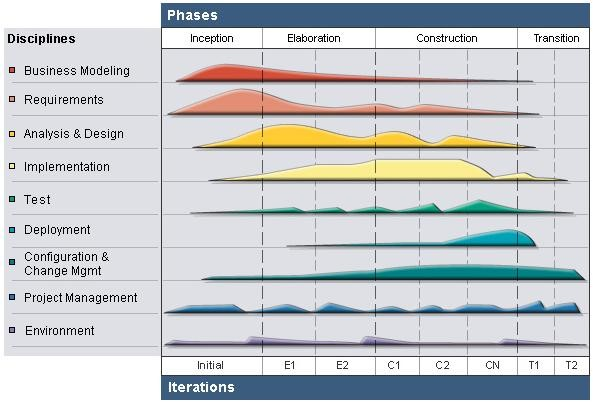 Phases
Disciplines
Inception Elaboration Construction Transition
Business Modeling
Requirements
Analysis & Design
Implementation
Test
Deployment
Configuration &
Change Mgmt
Project Management
Environment
Initial E1 E2 C1 C2 CN T1 T2
Iterations